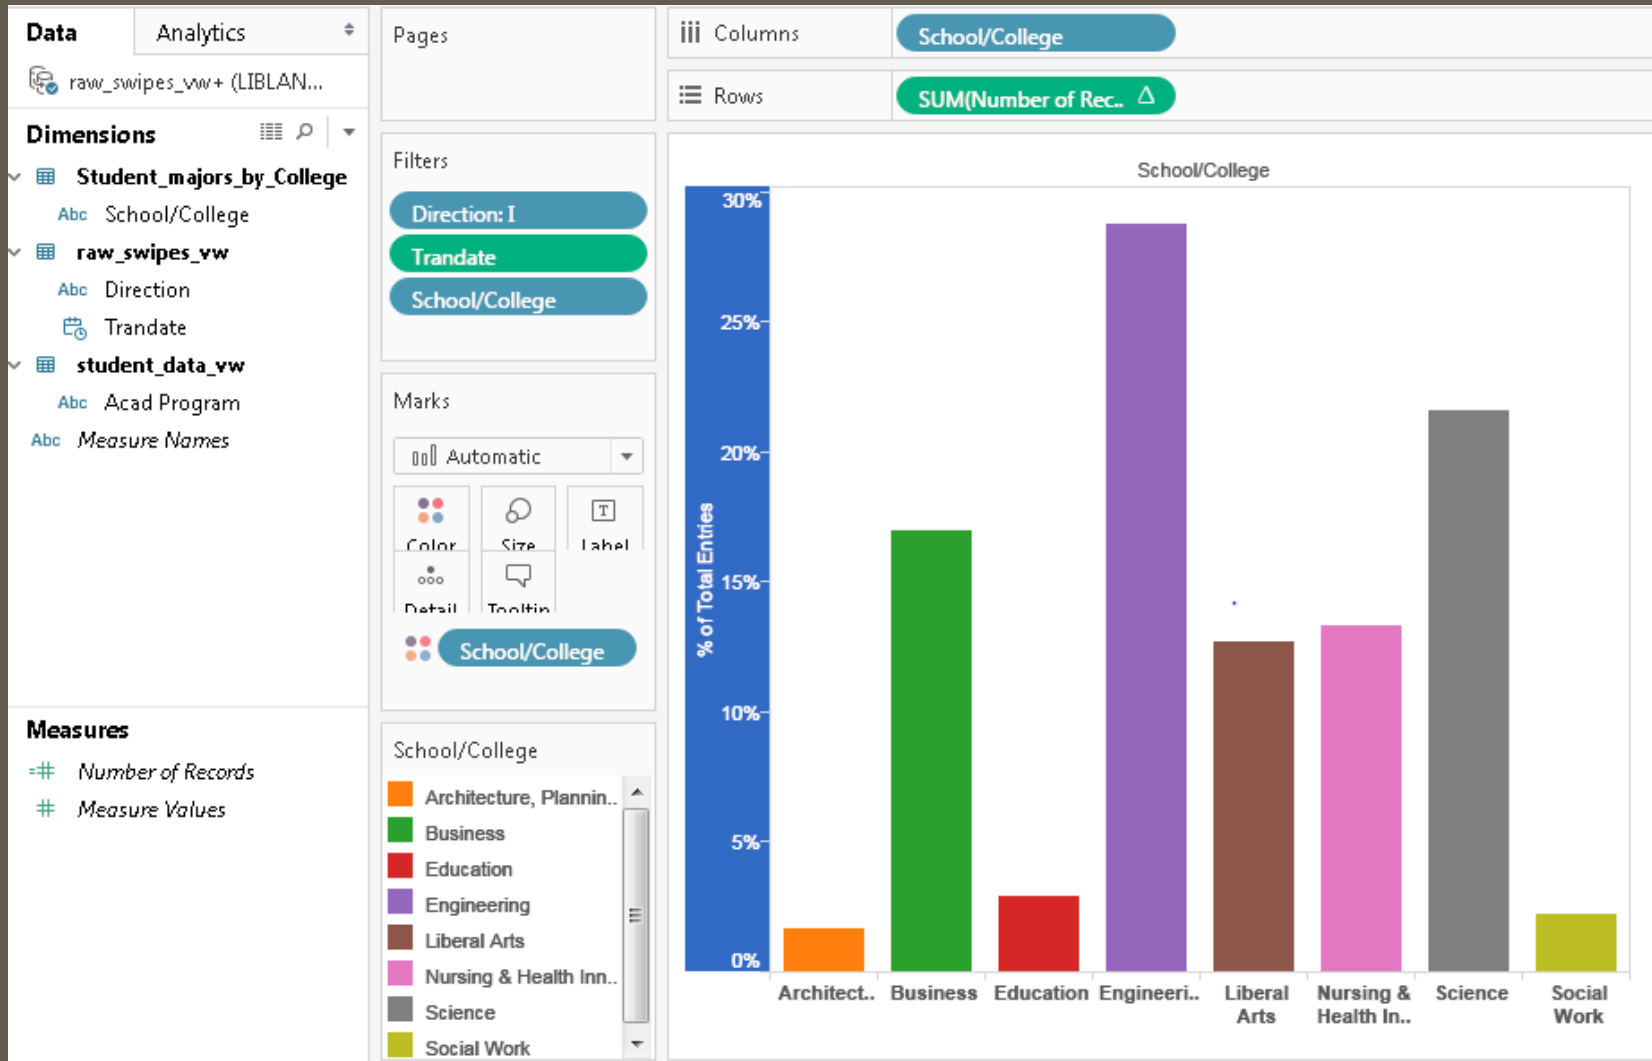 Data
Analytics
raw_swipes_vw+ (LIBLAN...
Dimensions
Student_majors_by_College
Abc School/College
raw_swipes_vw
Abc Direction
Trandate
student_data_vw
Abc Acad Program
Abc Measure Names
Measures
=# Number of Records
# Measure Values
Pages
Filters
Direction: I
Trandate
School/College
Marks
Automatic
Color
Size
Label
Detail
Tooltip
School/College
School/College
Architecture, Plannin..
Business
Education
Engineering
Liberal Arts
Nursing & Health Inn..
Science
Social Work
Columns
School/College
Rows
SUM(Number of Rec.. Δ
School/College
% of Total Entries
30%
25%
20%
15%
10%
5%
0%
Architect..
Business
Education
Engineeri..
Liberal
Arts
Nursing &
Health In..
Science
Social
Work